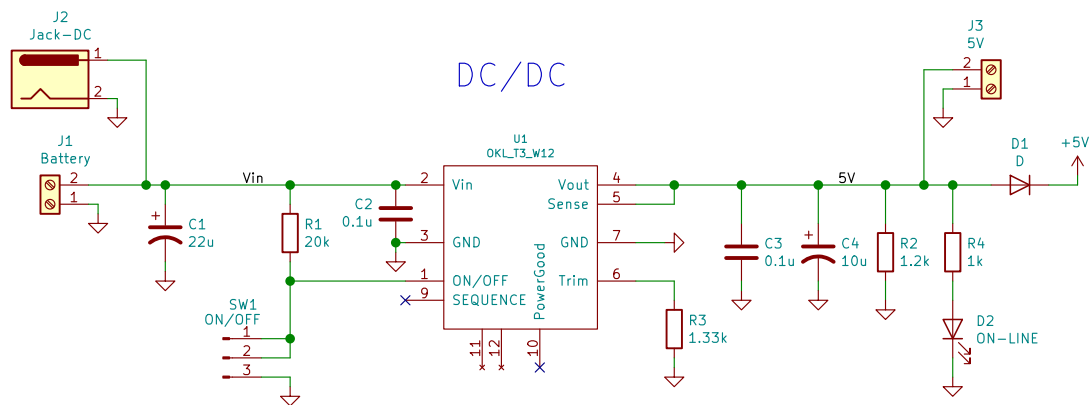 J2
Jack-DC
1
2
DC/DC
J3
5V
2
1
J1
Battery
2
1
Vin
U1
OKL_T3_W12
2
Vin
3
GND
1
ON/OFF
9
SEQUENCE
PowerGood
11
12
10
Vout
4
Sense
5
GND
7
Trim
6
5V
D1
D
+5V
+
C1
22u
R1
20k
C2
0.1u
SW1
ON/OFF
1
2
3
R3
1.33k
C3
0.1u
+
C4
10u
R2
1.2k
R4
1k
D2
ON-LINE